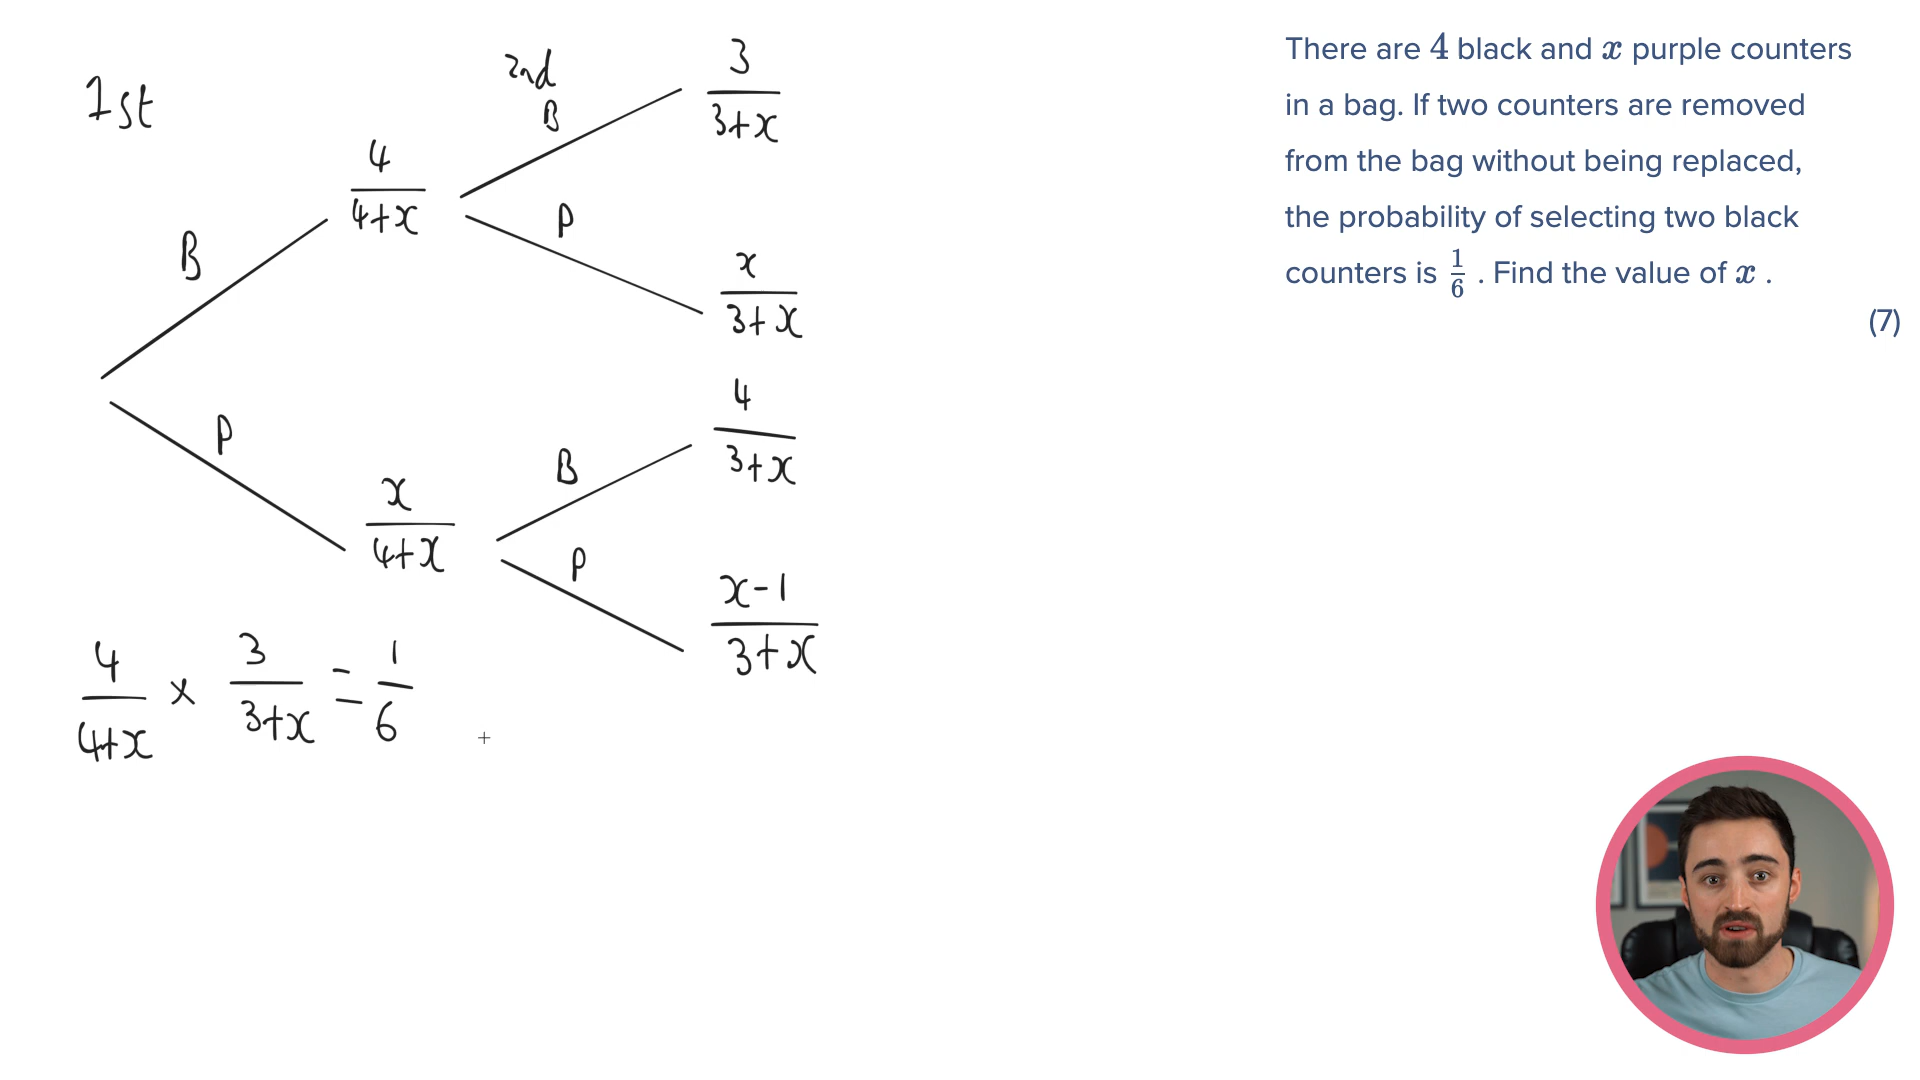 There are 4 black and x purple counters
in a bag. If two counters are removed
from the bag without being replaced,
the probability of selecting two black
counters is 1/6 . Find the value of x .
(7)
1st
2nd
B
4/(4+x)
B
3/(3+x)
P
x/(3+x)
P
x/(4+x)
B
4/(3+x)
P
(x-1)/(3+x)
4/(4+x) × 3/(3+x) = 1/6